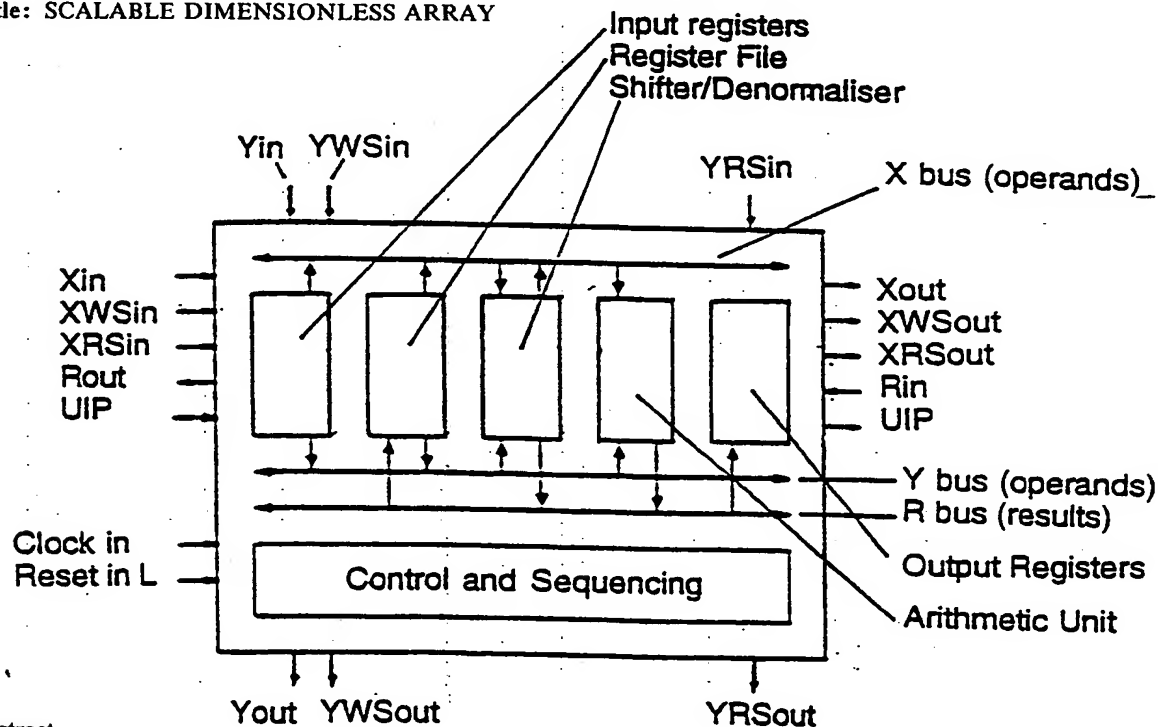 tle: SCALABLE DIMENSIONLESS ARRAY
Input registers
Register File
Shifter/Denormaliser
Yin YWSin
YRSin
X bus (operands)_
Xin
XWSin
XRSin
Rout
UIP
Xout
XWSout
XRSout
Rin
UIP
Y bus (operands)
R bus (results)
Clock in
Reset in L
Control and Sequencing
Output Registers
Arithmetic Unit
Yout YWSout
YRSout